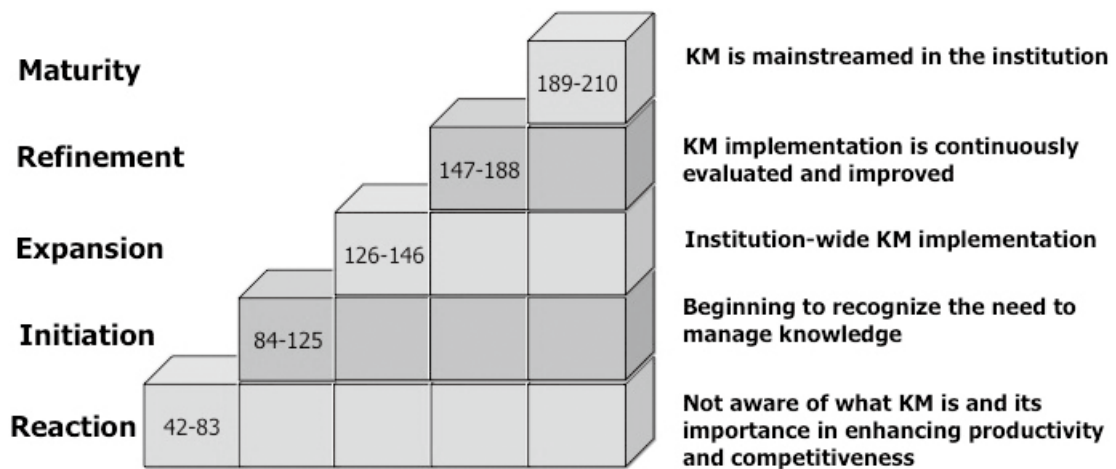 Maturity
189-210
KM is mainstreamed in the institution
Refinement
147-188
KM implementation is continuously
evaluated and improved
Expansion
126-146
Institution-wide KM implementation
Initiation
84-125
Beginning to recognize the need to
manage knowledge
Reaction
42-83
Not aware of what KM is and its
importance in enhancing productivity
and competitiveness